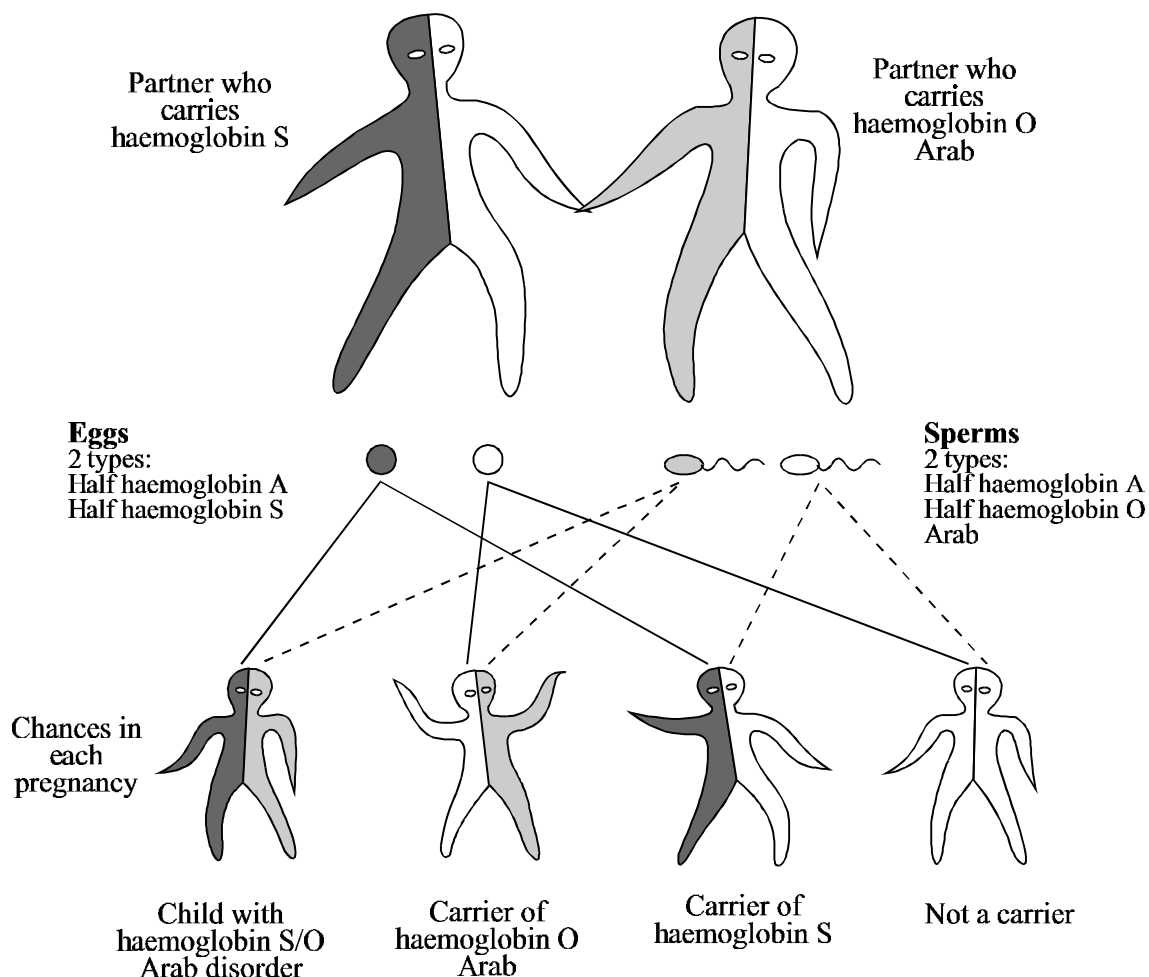 Partner who
carries
haemoglobin S
Partner who
carries
haemoglobin O
Arab
Eggs
2 types:
Half haemoglobin A
Half haemoglobin S
Sperms
2 types:
Half haemoglobin A
Half haemoglobin O
Arab
Chances in
each
pregnancy
Child with
haemoglobin S/O
Arab disorder
Carrier of
haemoglobin O
Arab
Carrier of
haemoglobin S
Not a carrier